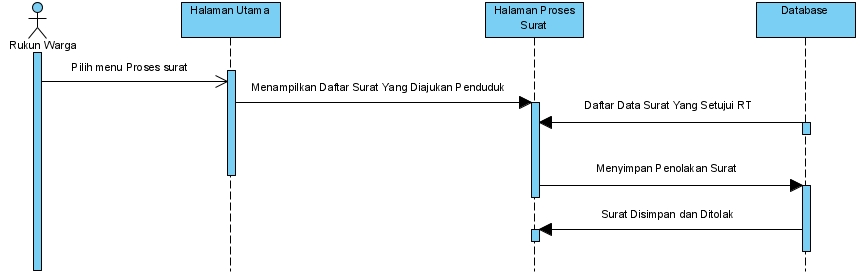 Halaman Utama
Halaman Proses
Surat
Database
Rukun Warga
Pilih menu Proses surat
Menampilkan Daftar Surat Yang Diajukan Penduduk
Daftar Data Surat Yang Setujui RT
Menyimpan Penolakan Surat
Surat Disimpan dan Ditolak